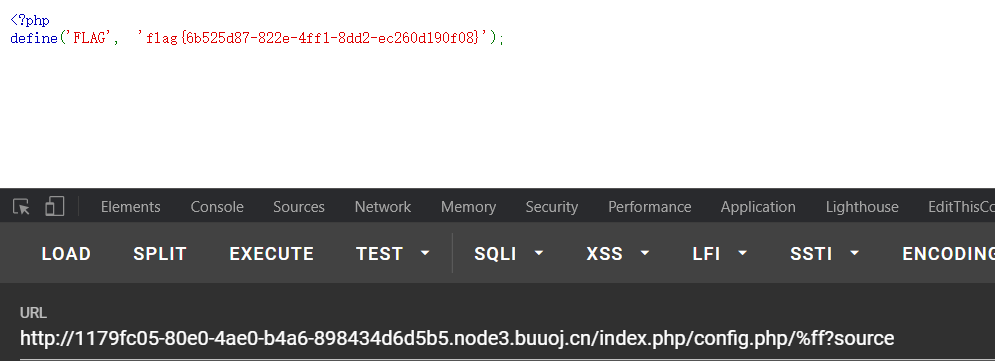 <?php
define('FLAG', 'flag{6b525d87-822e-4ff1-8dd2-ec260d190f08}');
Elements Console Sources Network Memory Security Performance Application Lighthouse EditThisCo
LOAD SPLIT EXECUTE TEST SQLI XSS LFI SSTI ENCODING
URL
http://1179fc05-80e0-4ae0-b4a6-898434d6d5b5.node3.buuoj.cn/index.php/config.php/%ff?source